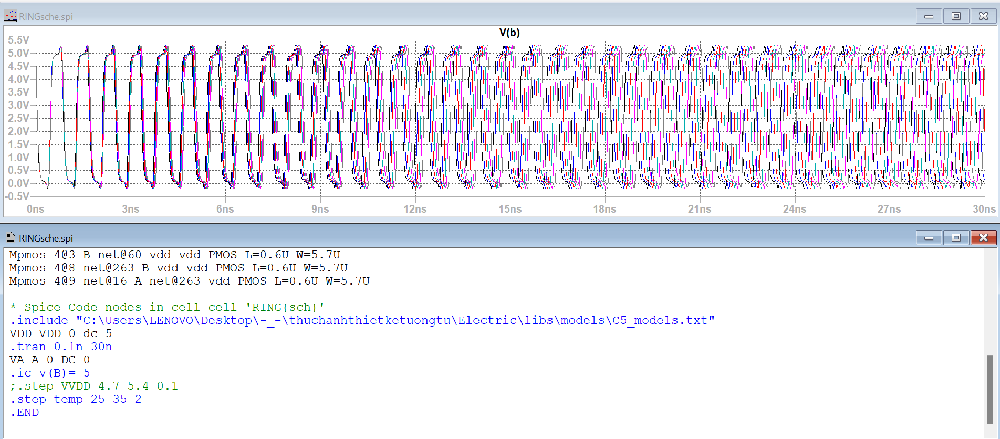 RINGsche.spi
V(b)
5.5V
5.0V
4.5V
4.0V
3.5V
3.0V
2.5V
2.0V
1.5V
1.0V
0.5V
0.0V
-0.5V
0ns 3ns 6ns 9ns 12ns 15ns 18ns 21ns 24ns 27ns 30ns
RINGsche.spi
Mpmos-4@3 B net@60 vdd vdd PMOS L=0.6U W=5.7U
Mpmos-4@8 net@263 B vdd vdd PMOS L=0.6U W=5.7U
Mpmos-4@9 net@16 A net@263 vdd PMOS L=0.6U W=5.7U
* Spice Code nodes in cell cell 'RING{sch}'
.include "C:\Users\LENOVO\Desktop\-_-\thuchanhthietketuongtu\Electric\libs\models\C5_models.txt"
VDD VDD 0 dc 5
.tran 0.1n 30n
VA A 0 DC 0
.ic v(B)= 5
;.step VVDD 4.7 5.4 0.1
.step temp 25 35 2
.END